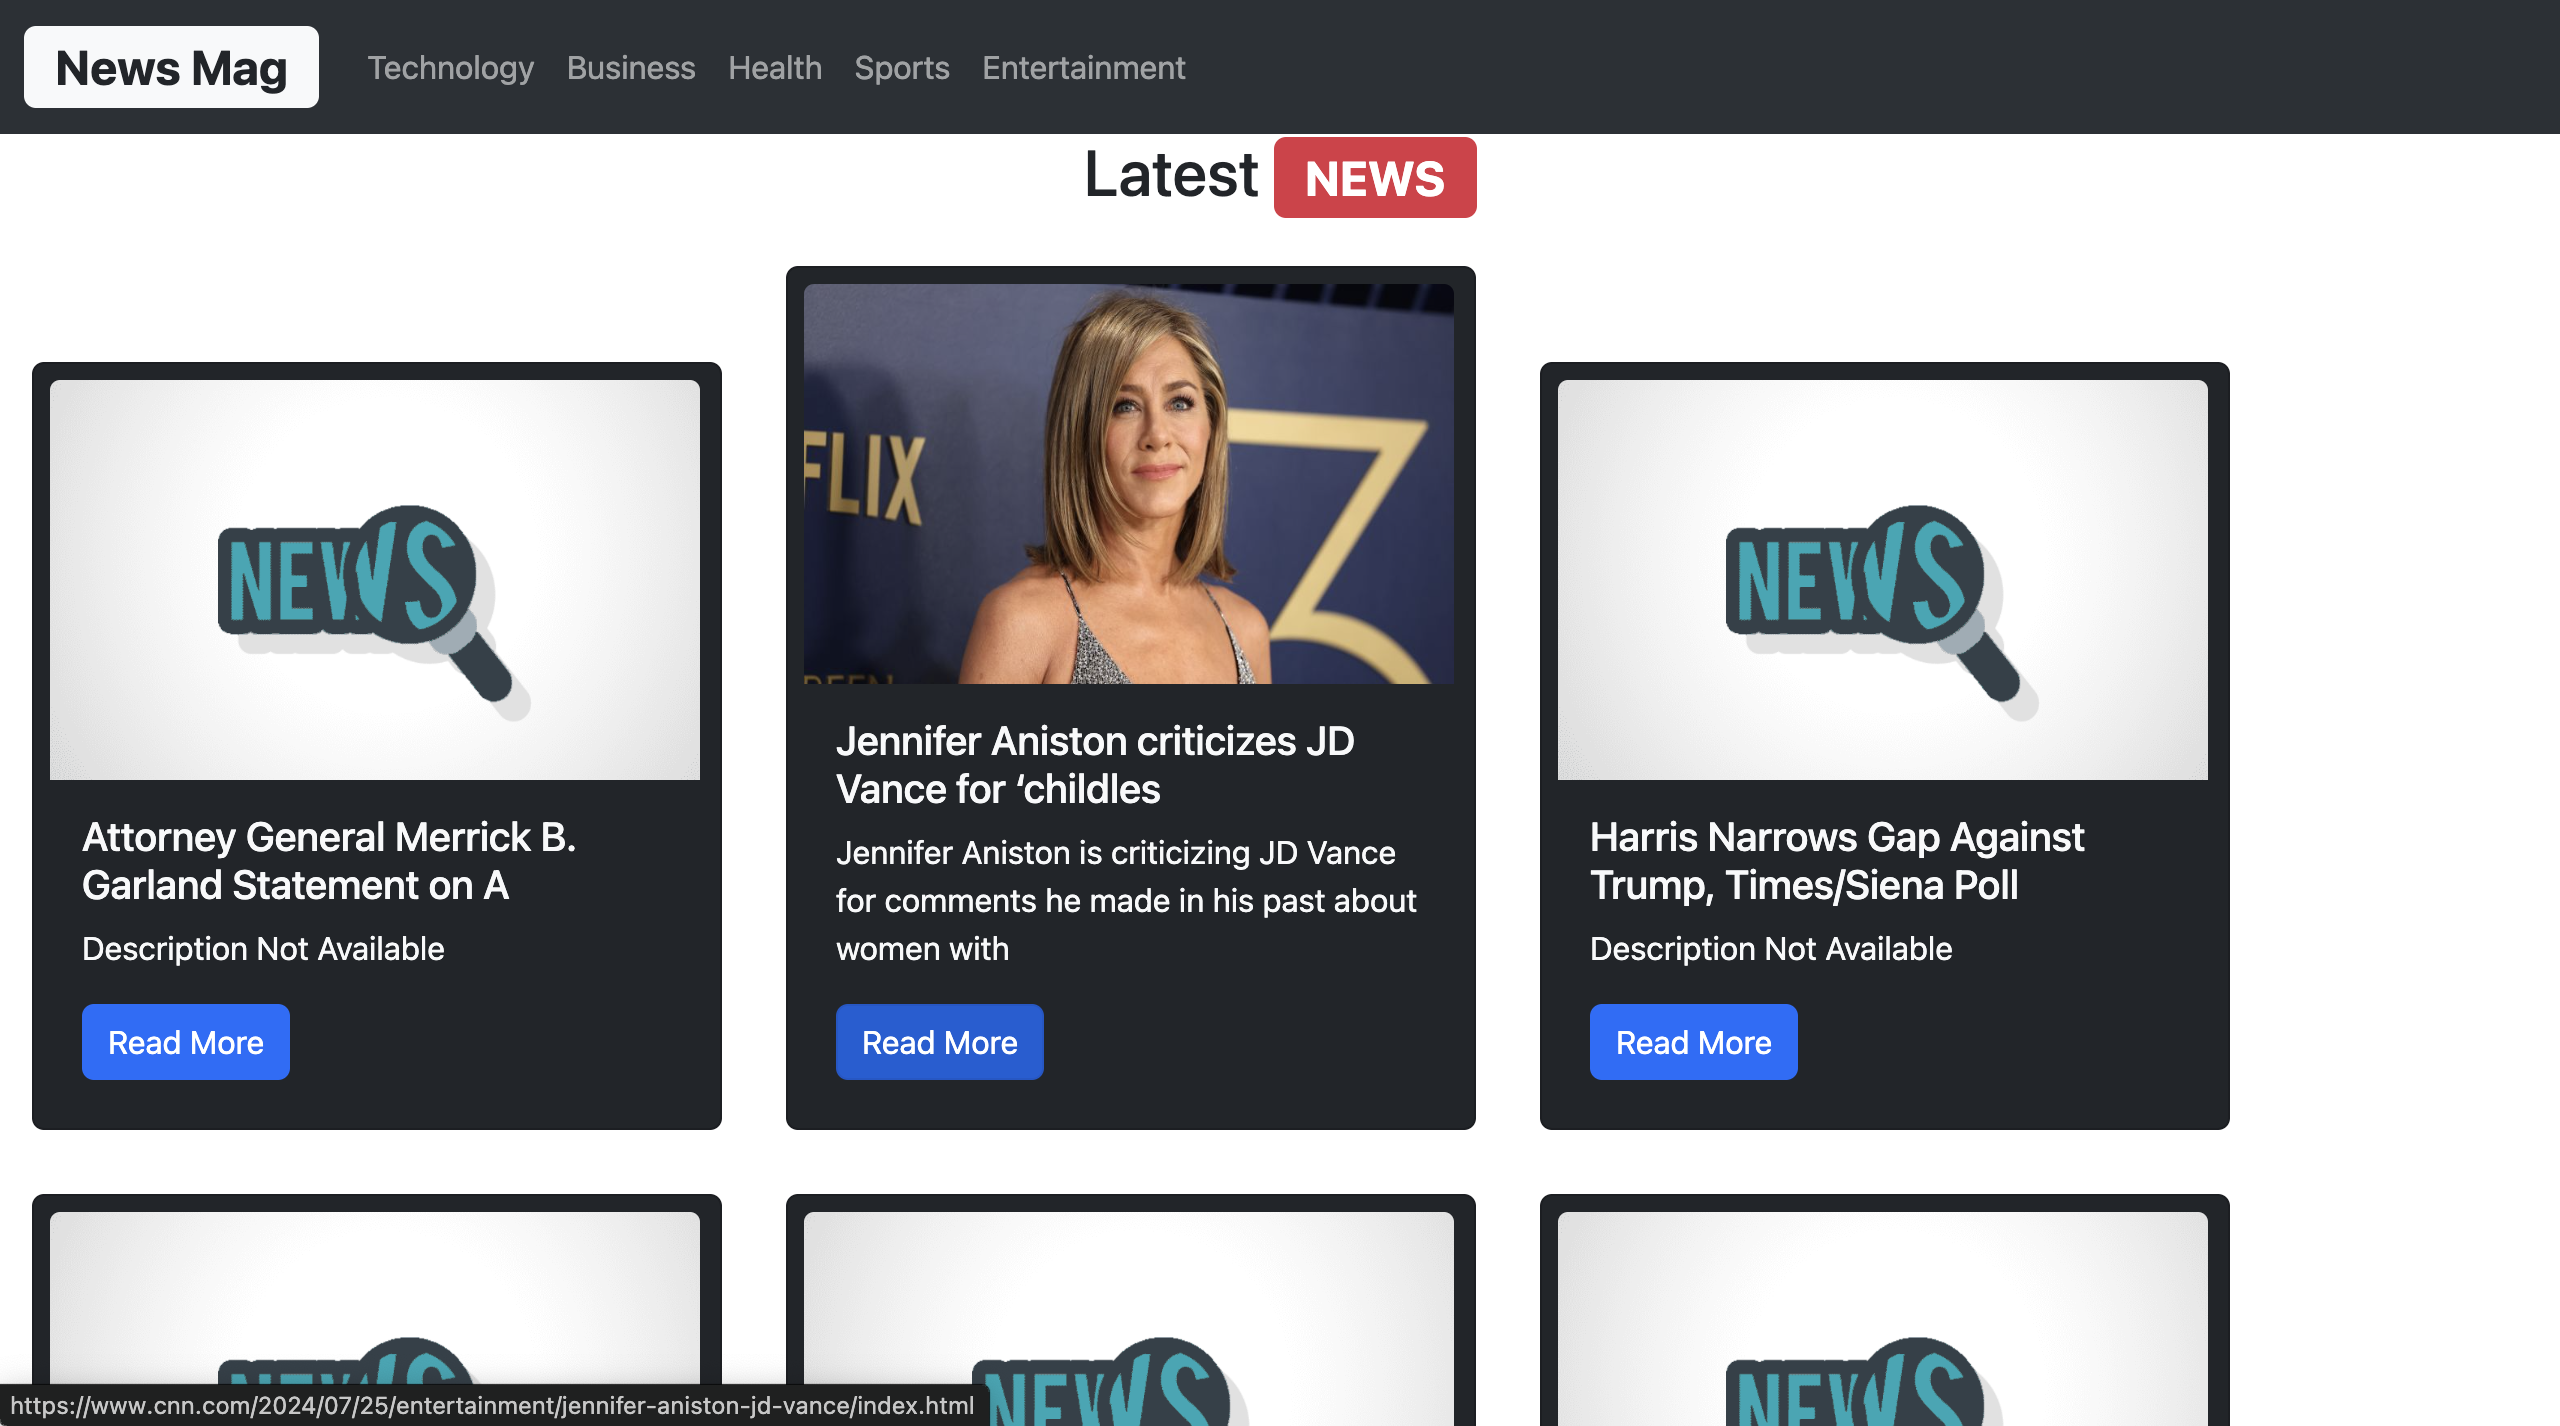 News Mag
Technology Business Health Sports Entertainment
Latest NEWS
NEWS
Attorney General Merrick B.
Garland Statement on A
Description Not Available
Read More
FLIX
Jennifer Aniston criticizes JD
Vance for ‘childles
Jennifer Aniston is criticizing JD Vance
for comments he made in his past about
women with
Read More
NEWS
Harris Narrows Gap Against
Trump, Times/Siena Poll
Description Not Available
Read More
NEWS
NEWS
NEWS
https://www.cnn.com/2024/07/25/entertainment/jennifer-aniston-jd-vance/index.html